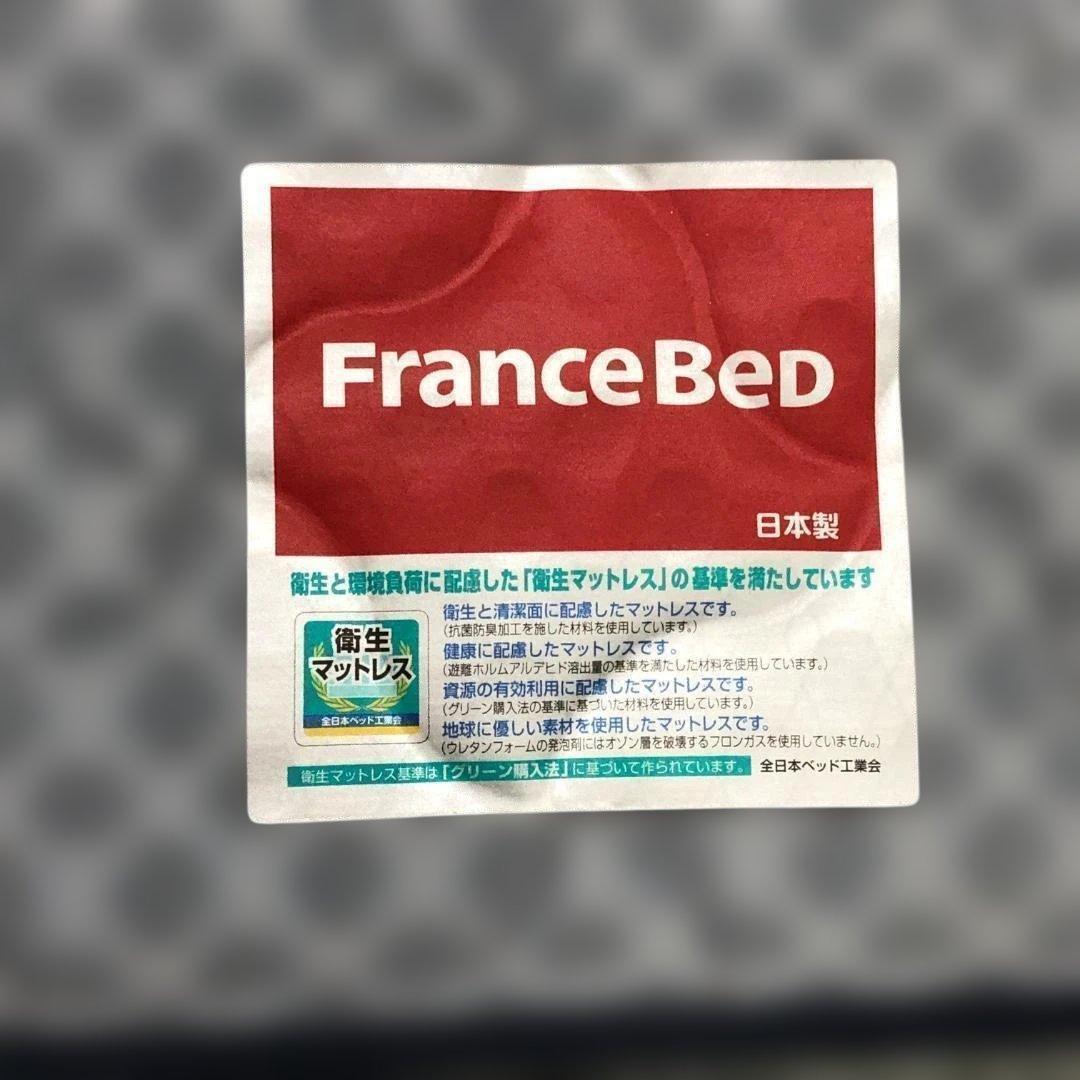 FranceBeD
日本製
衛生と環境負荷に配慮した「衛生マットレス」の基準を満たしています
衛生
マットレス
全日本ベッド工業会
衛生と清潔面に配慮したマットレスです。
(抗菌防臭加工を施した材料を使用しています。)
健康に配慮したマットレスです。
(遊離ホルムアルデヒド溶出量の基準を満たした材料を使用しています。)
資源の有効利用に配慮したマットレスです。
(グリーン購入法の基準に基づいた材料を使用しています。)
地球に優しい素材を使用したマットレスです。
(ウレタンフォームの発泡剤にはオゾン層を破壊するフロンガスを使用していません。)
衛生マットレス基準は「グリーン購入法」に基づいて作られています。 全日本ベッド工業会